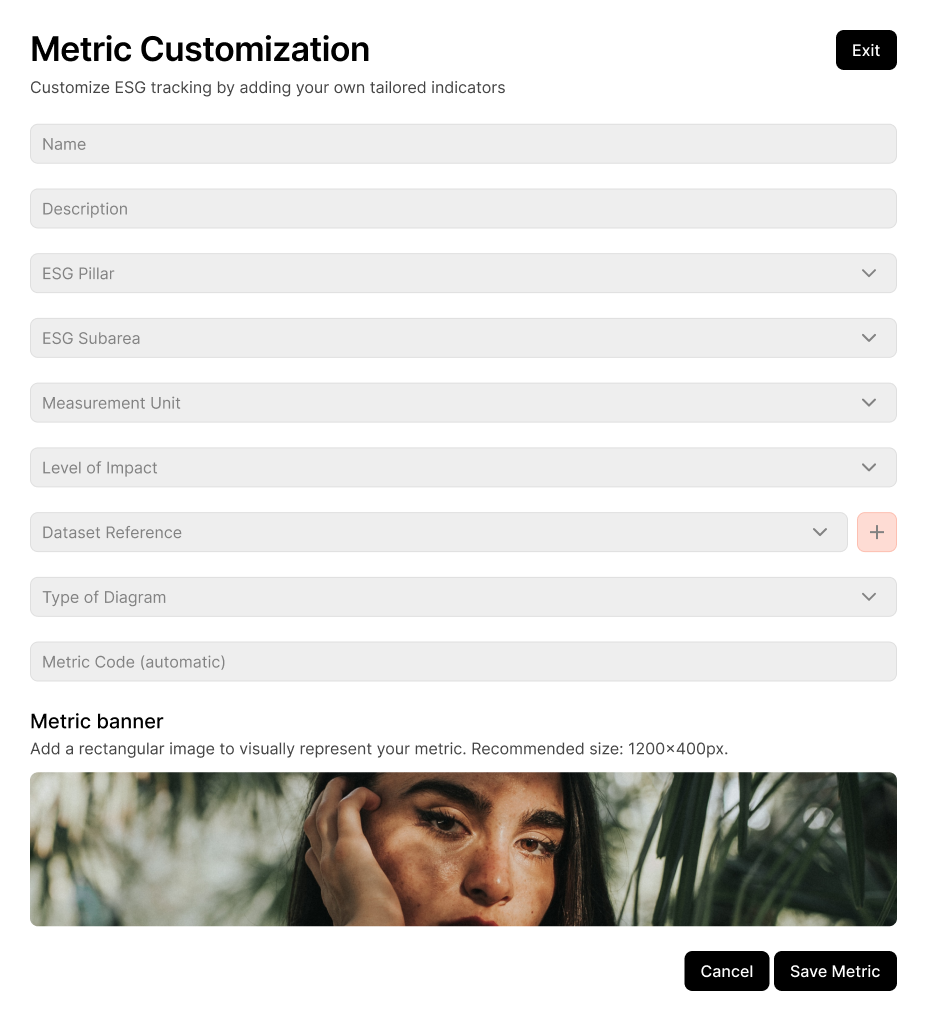 Metric Customization
Exit
Customize ESG tracking by adding your own tailored indicators
Name
Description
ESG Pillar
ESG Subarea
Measurement Unit
Level of Impact
Dataset Reference
Type of Diagram
Metric Code (automatic)
Metric banner
Add a rectangular image to visually represent your metric. Recommended size: 1200×400px.
Cancel
Save Metric